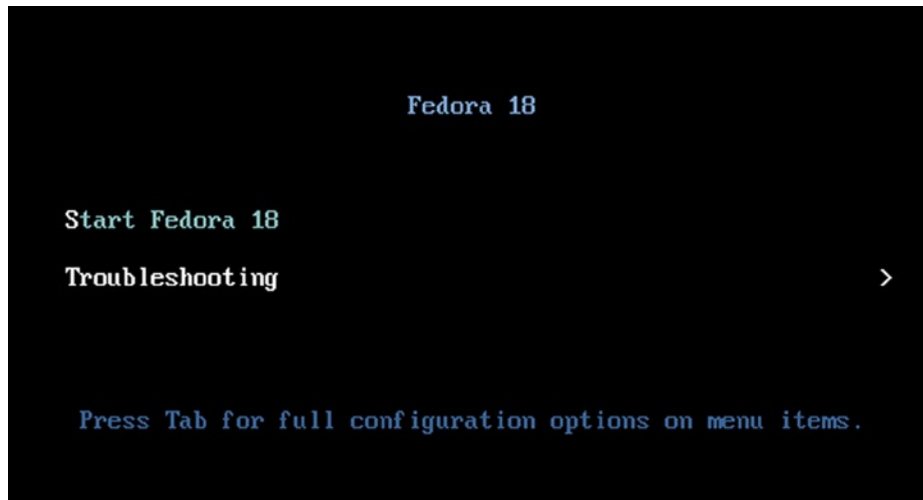 Fedora 18
Start Fedora 18
Troubleshooting >
Press Tab for full configuration options on menu items.